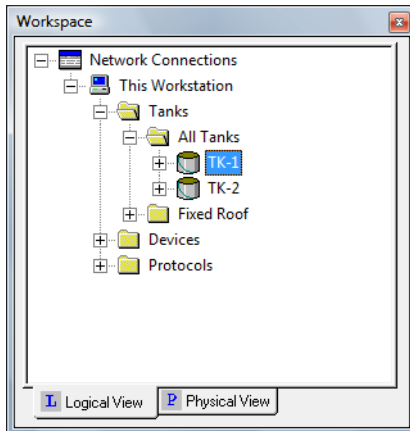 Workspace
Network Connections
This Workstation
Tanks
All Tanks
TK-1
TK-2
Fixed Roof
Devices
Protocols
L Logical View P Physical View